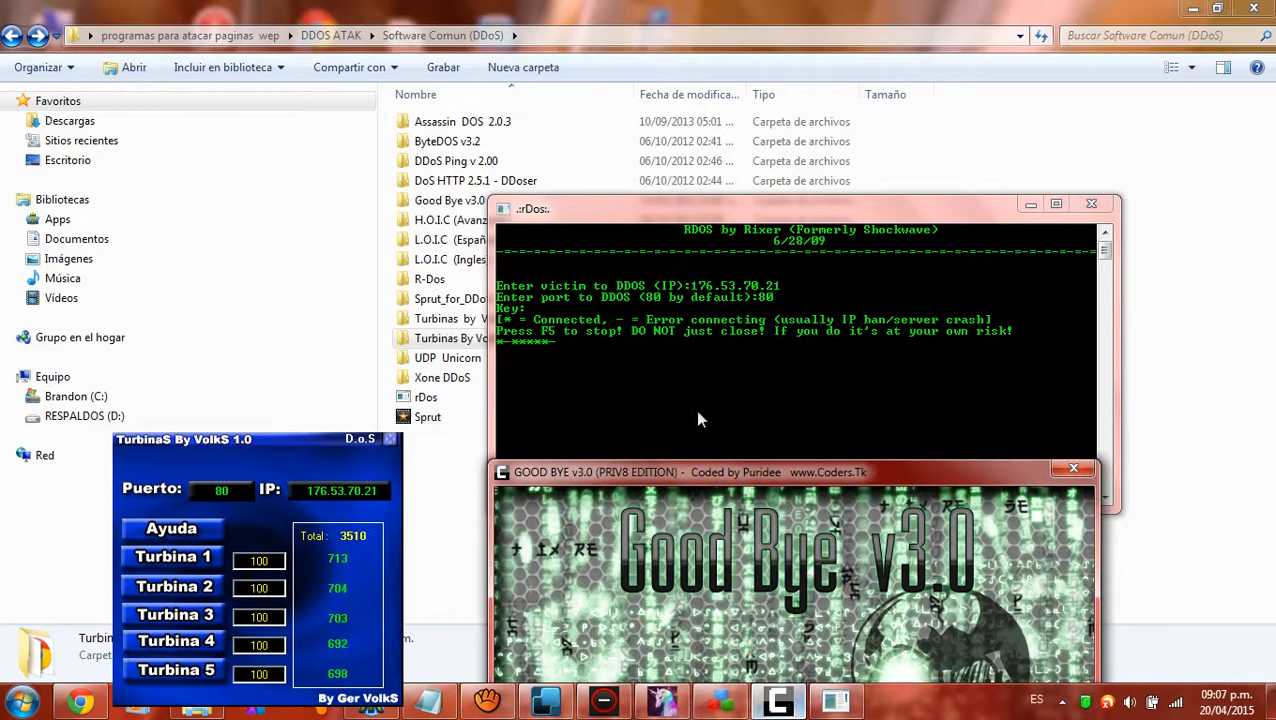 programas para atacar paginas wep ▸ DDOS ATAK ▸ Software Comun (DDoS) ▸
Buscar Software Comun (DDoS)
Organizar Abrir Incluir en biblioteca Compartir con Grabar Nueva carpeta
Favoritos
Descargas
Sitios recientes
Escritorio
Bibliotecas
Apps
Documentos
Imágenes
Música
Vídeos
Grupo en el hogar
Equipo
Brandon (C:)
RESPALDOS (D:)
Red
Nombre Fecha de modifica... Tipo Tamaño
Assassin DOS 2.0.3 10/09/2013 05:01 ... Carpeta de archivos
ByteDOS v3.2 06/10/2012 02:41 ... Carpeta de archivos
DDoS Ping v 2.00 06/10/2012 02:46 ... Carpeta de archivos
DoS HTTP 2.5.1 - DDoser 06/10/2012 02:44 ... Carpeta de archivos
Good Bye v3.0
H.O.I.C (Avanz
L.O.I.C (Españo
L.O.I.C (Ingles
R-Dos
Sprut_for_DDo
Turbinas by Vo
Turbinas By Vo
UDP Unicorn
Xone DDoS
rDos
Sprut
.:rDos:.
RDOS by Rixer (Formerly Shockwave)
6/28/09
Enter victim to DDOS (IP):176.53.70.21
Enter port to DDOS (80 by default):80
Key:
[* = Connected, - = Error connecting (usually IP ban/server crash]
Press F5 to stop! DO NOT just close! If you do it's at your own risk!
*-*****-
GOOD BYE v3.0 (PRIV8 EDITION) - Coded by Puridee www.Coders.Tk
Good Bye v3.0
TurbinaS By VolkS 1.0 D.o.S
Puerto: 80 IP: 176.53.70.21
Ayuda
Total: 3510
Turbina 1 100 713
Turbina 2 100 704
Turbina 3 100 703
Turbina 4 100 692
Turbina 5 100 698
By Ger VolkS
Turbin
Carpet
m.
ES
09:07 p.m.
20/04/2015